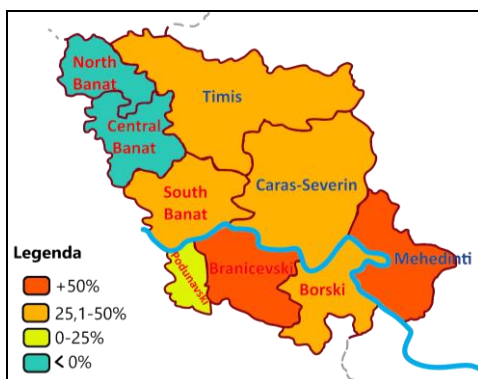 North
Banat
Timis
Central
Banat
South
Banat
Caras-Severin
Podunavski
Branicevski
Borski
Mehedinti
Legenda
+50%
25,1-50%
0-25%
< 0%